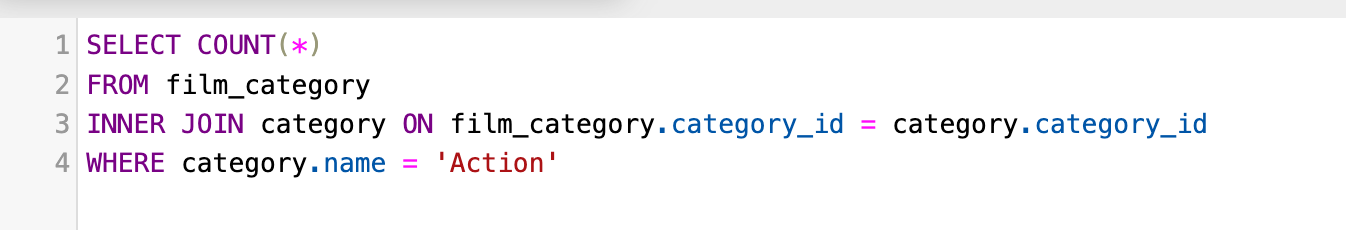 1 SELECT COUNT(*)
2 FROM film_category
3 INNER JOIN category ON film_category.category_id = category.category_id
4 WHERE category.name = 'Action'